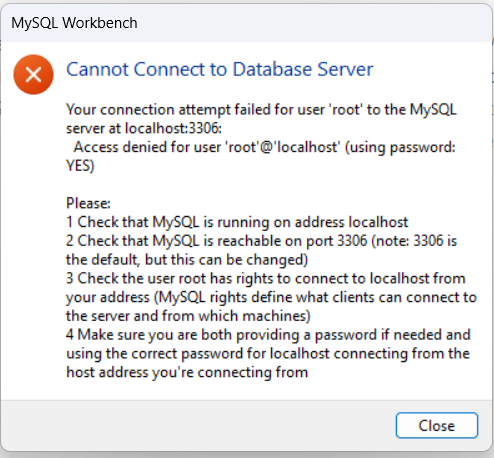 MySQL Workbench
Cannot Connect to Database Server
Your connection attempt failed for user 'root' to the MySQL
server at localhost:3306:
Access denied for user 'root'@'localhost' (using password:
YES)
Please:
1 Check that MySQL is running on address localhost
2 Check that MySQL is reachable on port 3306 (note: 3306 is
the default, but this can be changed)
3 Check the user root has rights to connect to localhost from
your address (MySQL rights define what clients can connect to
the server and from which machines)
4 Make sure you are both providing a password if needed and
using the correct password for localhost connecting from the
host address you're connecting from
Close